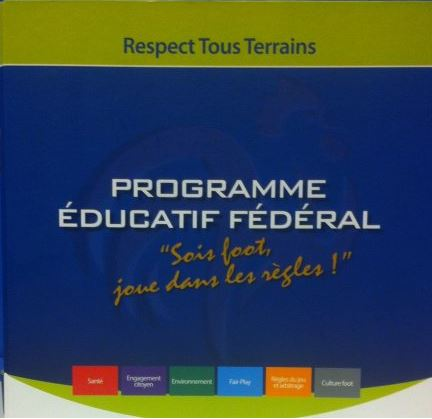 Respect Tous Terrains
PROGRAMME
ÉDUCATIF FÉDÉRAL
"Sois foot,
joue dans les règles !"
Santé
Engagement
citoyen
Environnement
Fair-Play
Règles du jeu
et arbitrage
Culture foot